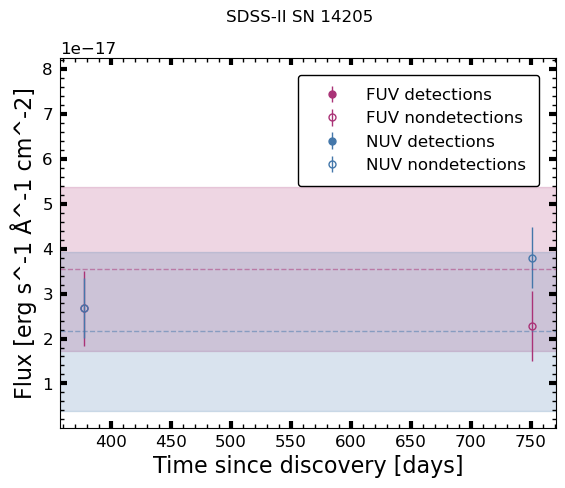 SDSS-II SN 14205
1e−17
8
7
6
5
4
3
2
1
Flux [erg s^-1 Å^-1 cm^-2]
FUV detections
FUV nondetections
NUV detections
NUV nondetections
400 450 500 550 600 650 700 750
Time since discovery [days]